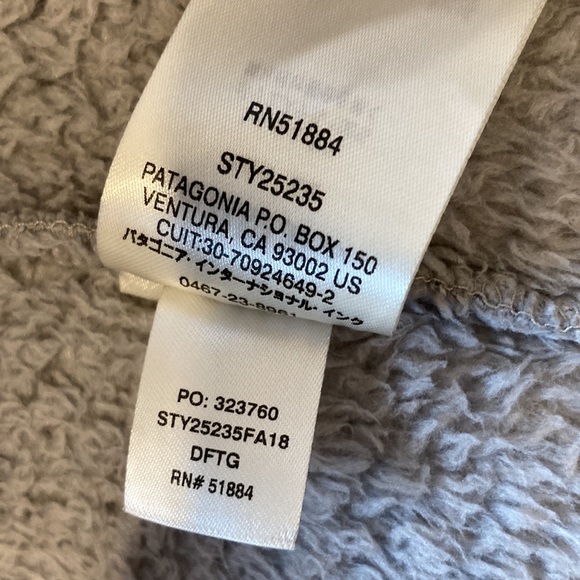 RN51884
STY25235
PATAGONIA P.O. BOX 150
VENTURA, CA 93002 US
CUIT:30-70924649-2
パタゴニア・インターナショナル・インク
PO: 323760
STY25235FA18
DFTG
RN# 51884